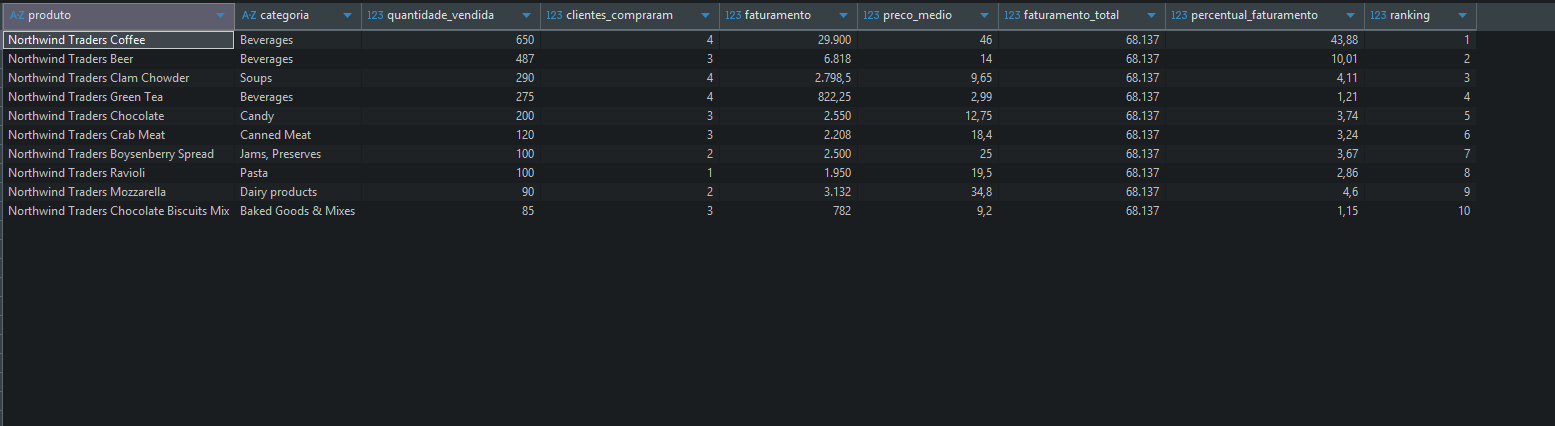 A-Z produto A-Z categoria 123 quantidade_vendida 123 clientes_compraram 123 faturamento 123 preco_medio 123 faturamento_total 123 percentual_faturamento 123 ranking
Northwind Traders Coffee Beverages 650 4 29.900 46 68.137 43,88 1
Northwind Traders Beer Beverages 487 3 6.818 14 68.137 10,01 2
Northwind Traders Clam Chowder Soups 290 4 2.798,5 9,65 68.137 4,11 3
Northwind Traders Green Tea Beverages 275 4 822,25 2,99 68.137 1,21 4
Northwind Traders Chocolate Candy 200 3 2.550 12,75 68.137 3,74 5
Northwind Traders Crab Meat Canned Meat 120 3 2.208 18,4 68.137 3,24 6
Northwind Traders Boysenberry Spread Jams, Preserves 100 2 2.500 25 68.137 3,67 7
Northwind Traders Ravioli Pasta 100 1 1.950 19,5 68.137 2,86 8
Northwind Traders Mozzarella Dairy products 90 2 3.132 34,8 68.137 4,6 9
Northwind Traders Chocolate Biscuits Mix Baked Goods & Mixes 85 3 782 9,2 68.137 1,15 10